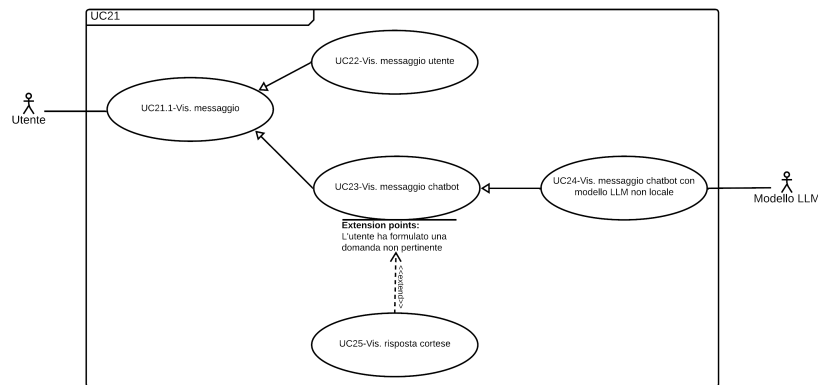 UC21
UC22-Vis. messaggio utente
UC21.1-Vis. messaggio
Utente
UC23-Vis. messaggio chatbot
UC24-Vis. messaggio chatbot con
modello LLM non locale
Modello LLM
Extension points:
L'utente ha formulato una
domanda non pertinente
<<extend>>
UC25-Vis. risposta cortese